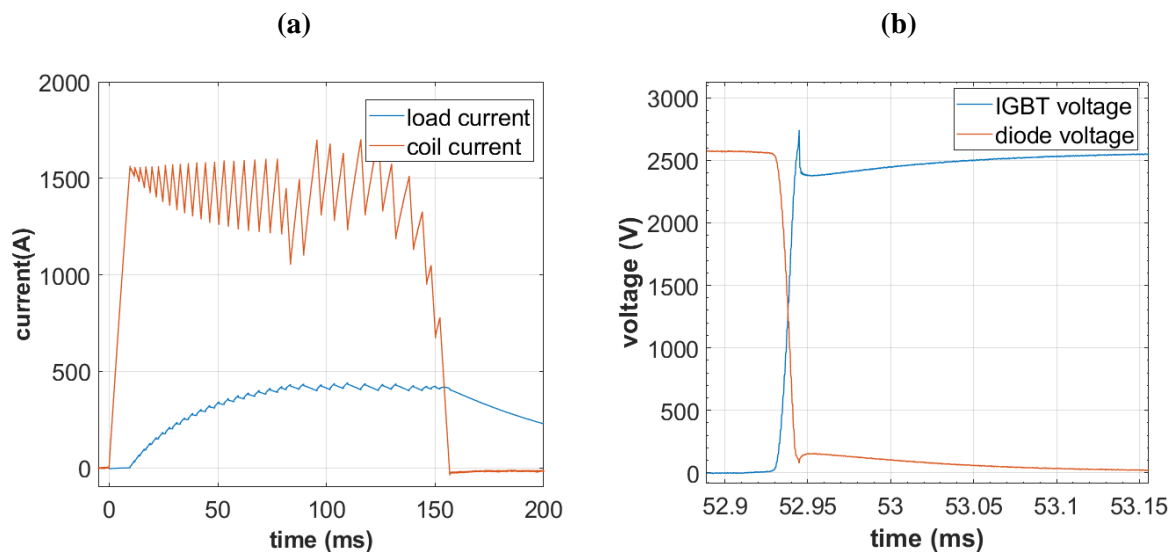 (a)
(b)
2000
1500
1000
500
0
current(A)
load current
coil current
0
50
100
150
200
time (ms)
3000
2500
2000
1500
1000
500
0
voltage (V)
IGBT voltage
diode voltage
52.9
52.95
53
53.05
53.1
53.15
time (ms)